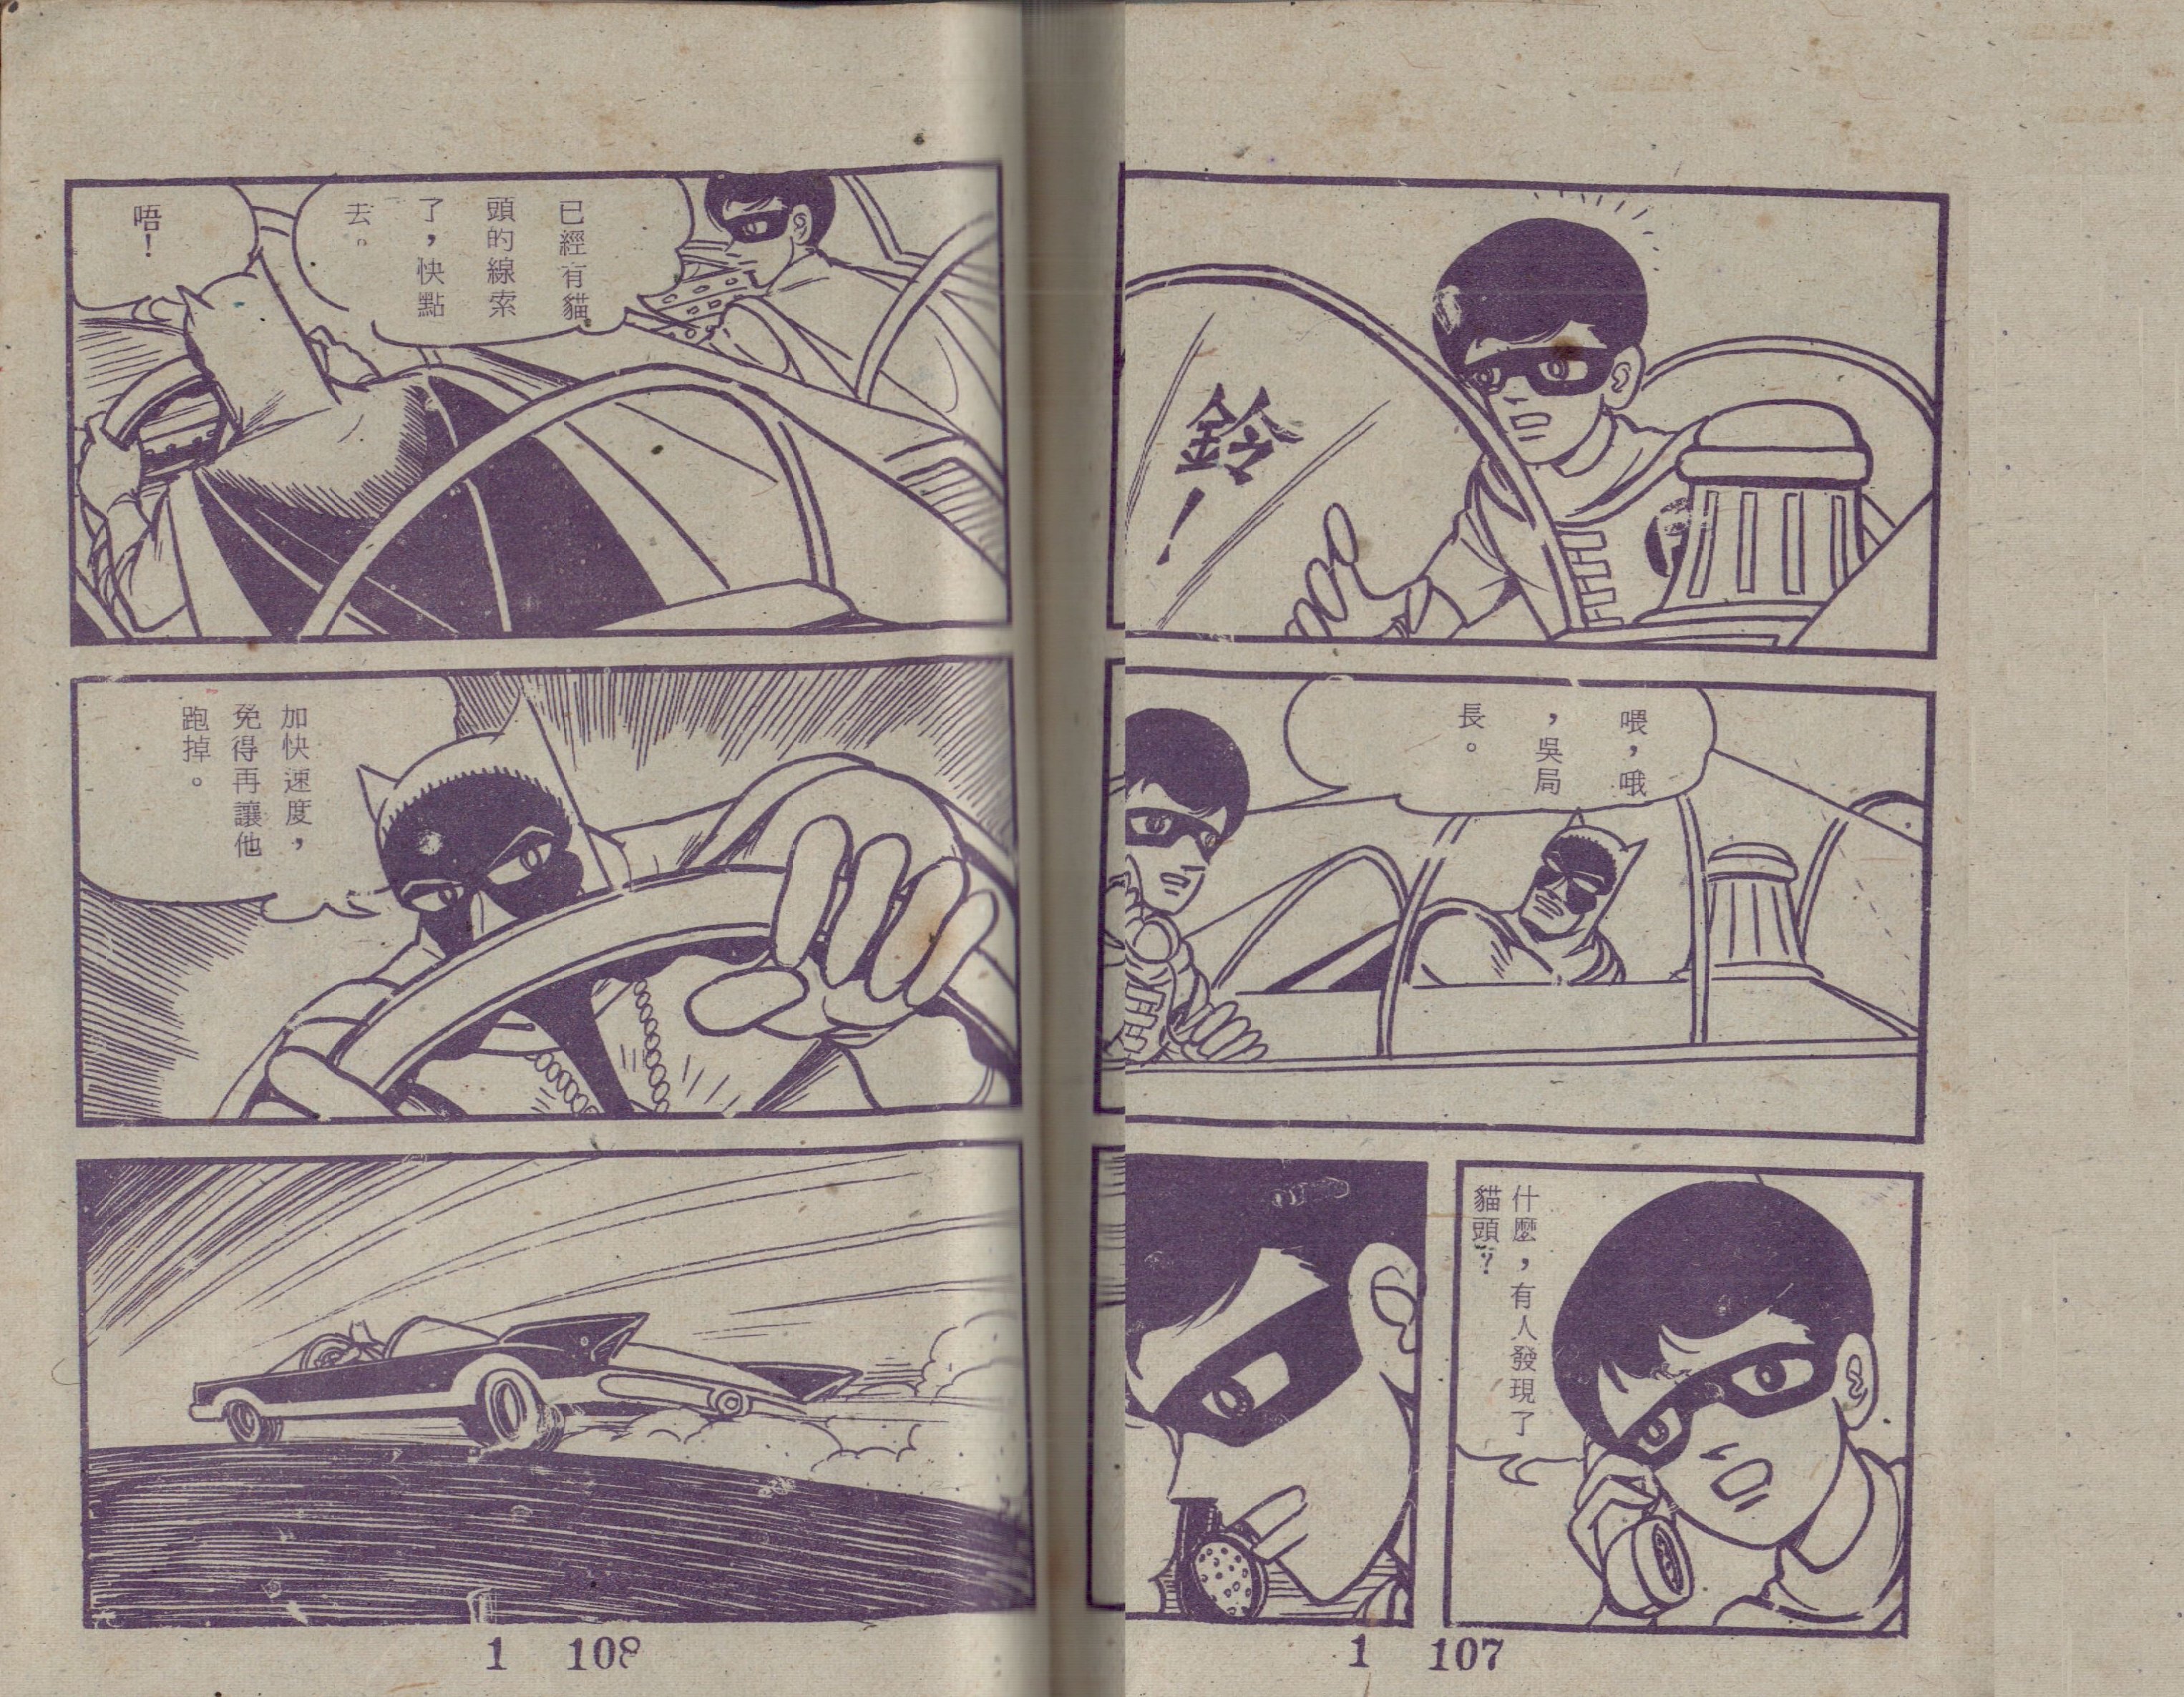 鈴！
喂，哦
，吳局
長。
什麼，有人發現了
貓頭？
1 107
已經有貓
頭的線索
了，快點
去。
唔！
加快速度，
免得再讓他
跑掉。
1 108